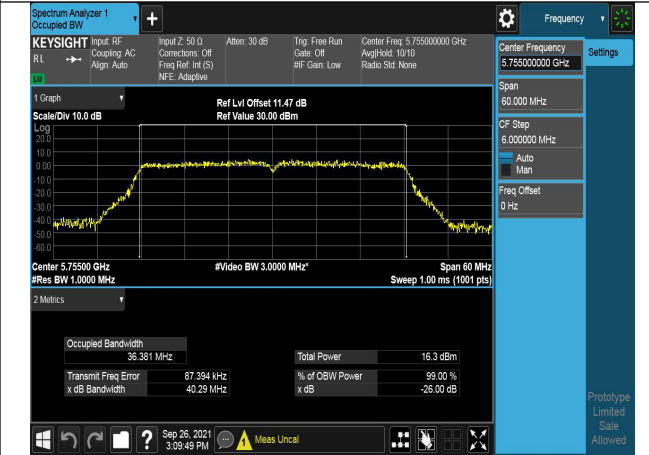 Spectrum Analyzer 1
Occupied BW
Frequency
KEYSIGHT
Input: RF
Coupling: AC
Align: Auto
Input Z: 50 Ω
Corrections: Off
Freq Ref: Int (S)
NFE: Adaptive
Atten: 30 dB
Trig: Free Run
Gate: Off
#IF Gain: Low
Center Freq: 5.755000000 GHz
Avg|Hold: 10/10
Radio Std: None
RL
1 Graph
Scale/Div 10.0 dB
Ref Lvl Offset 11.47 dB
Ref Value 30.00 dBm
Log
20.0
10.0
0.00
-10.0
-20.0
-30.0
-40.0
-50.0
-60.0
Center 5.75500 GHz
#Video BW 3.0000 MHz*
Span 60 MHz
#Res BW 1.0000 MHz
Sweep 1.00 ms (1001 pts)
2 Metrics
Occupied Bandwidth
36.381 MHz
Total Power 16.3 dBm
Transmit Freq Error 87.394 kHz
% of OBW Power 99.00 %
x dB Bandwidth 40.29 MHz
x dB -26.00 dB
Sep 26, 2021
3:09:49 PM
Meas Uncal
Center Frequency
5.755000000 GHz
Settings
Span
60.000 MHz
CF Step
6.000000 MHz
Auto
Man
Freq Offset
0 Hz
Prototype
Limited
Sale
Allowed